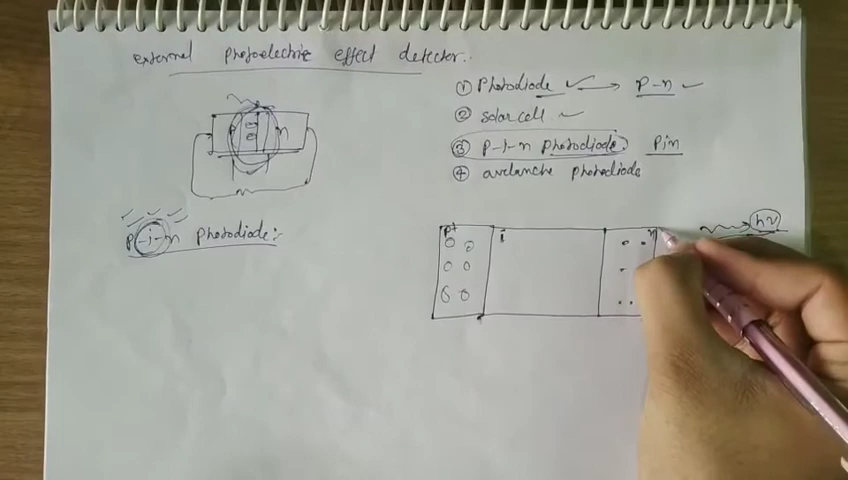 external photoelectric effect detector..
① Photodiode → p-n
② solar cell
③ p-i-n photodiode. pin
④ avalanche photodiode
n
p-i-n photodiode:-
p+ i n
hν